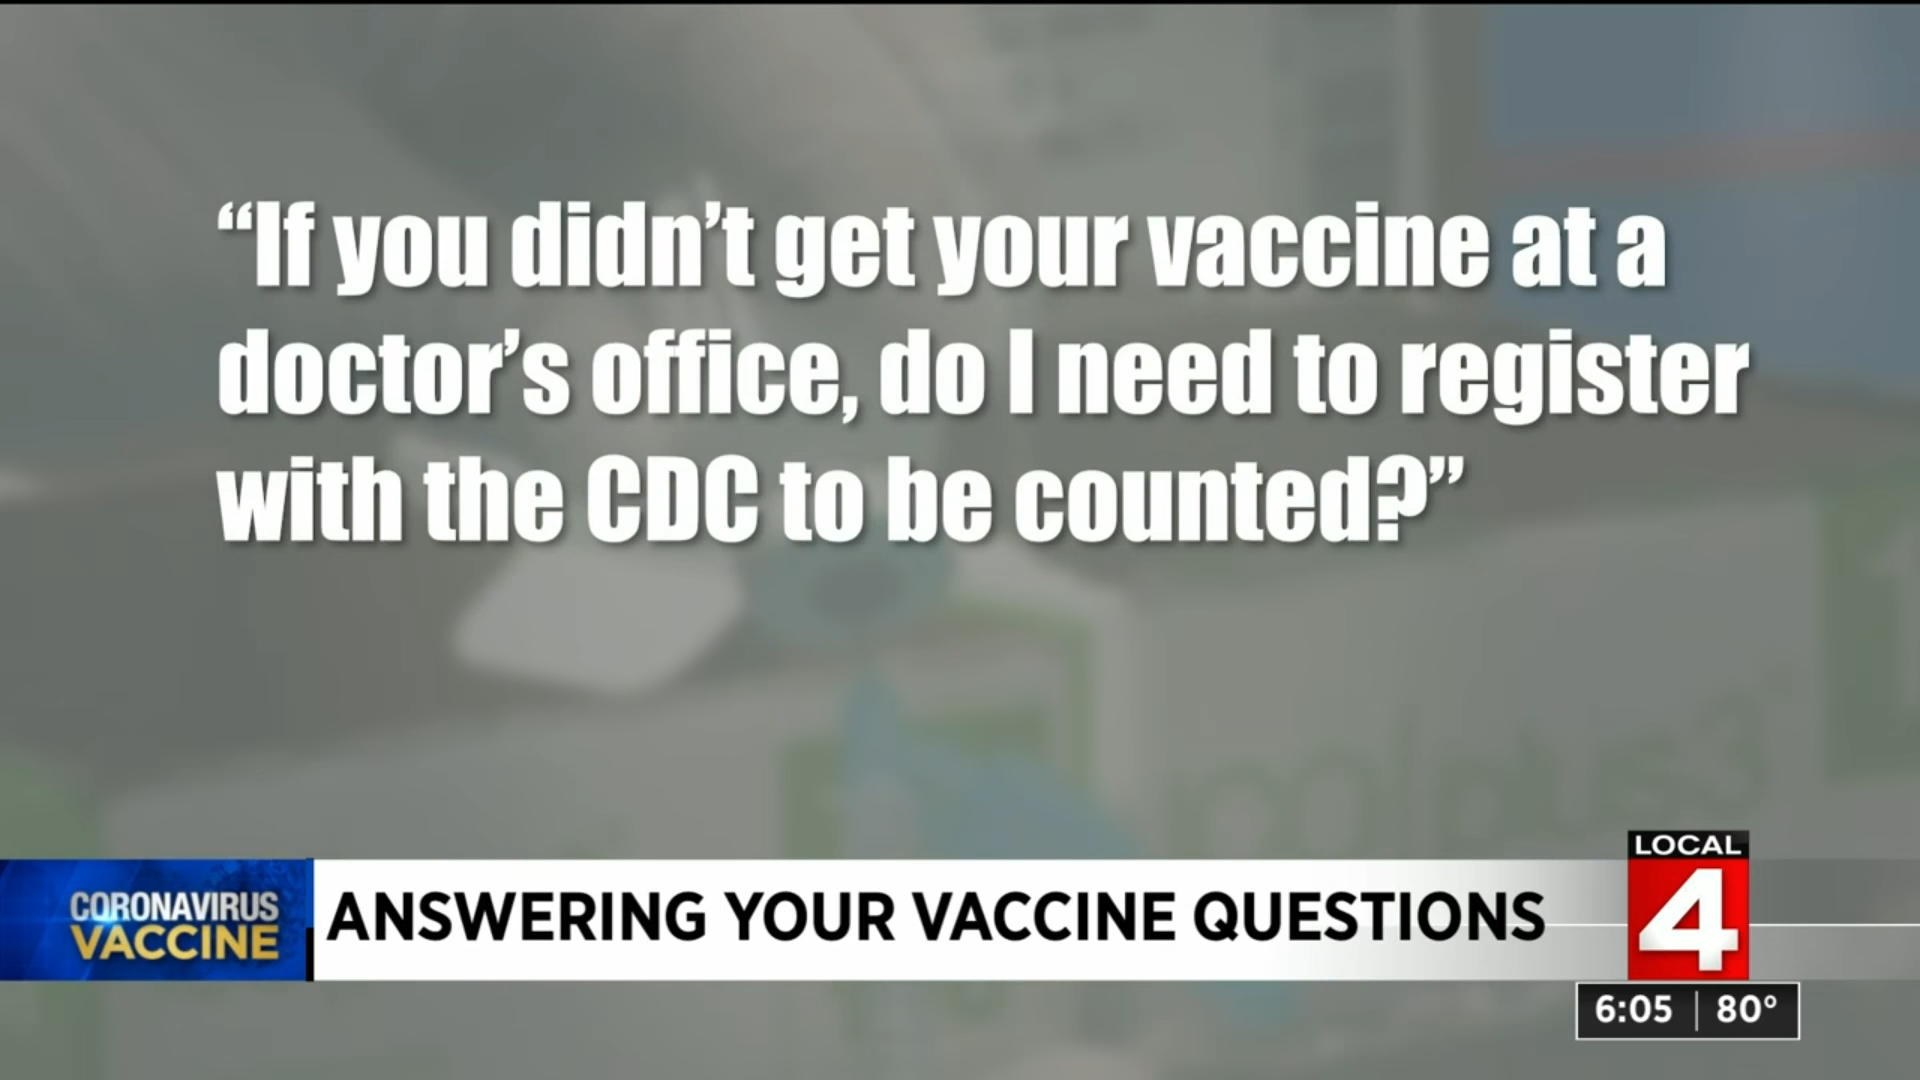 “If you didn’t get your vaccine at a
doctor’s office, do I need to register
with the CDC to be counted?”
CORONAVIRUS
VACCINE
ANSWERING YOUR VACCINE QUESTIONS
LOCAL
4
6:05 80°